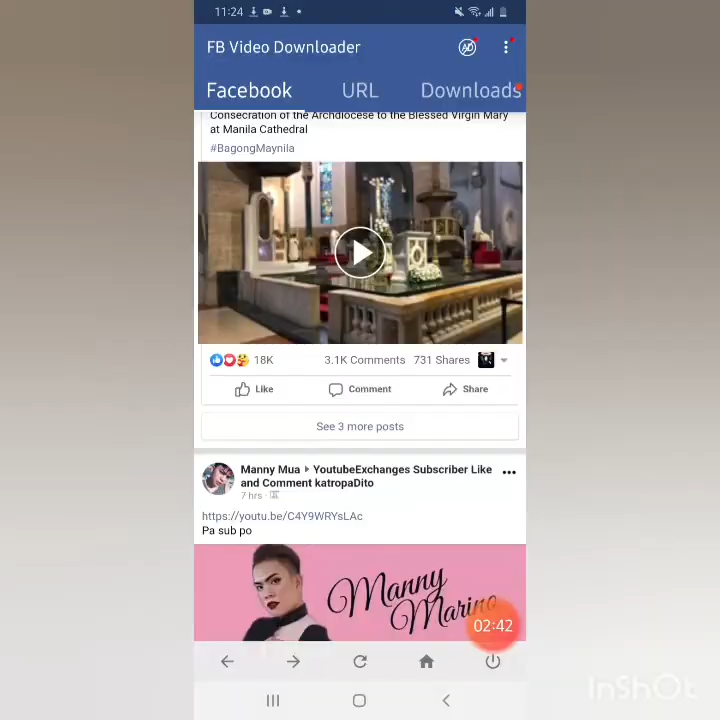 11:24
FB Video Downloader
AD
Facebook URL Downloads
Consecration of the Archdiocese to the Blessed Virgin Mary
at Manila Cathedral
#BagongMaynila
18K 3.1K Comments 731 Shares
Like Comment Share
See 3 more posts
Manny Mua YoutubeExchanges Subscriber Like
and Comment katropaDito
7 hrs
https://youtu.be/C4Y9WRYsLAc
Pa sub po
Manny
Marino
02:42
InShOt